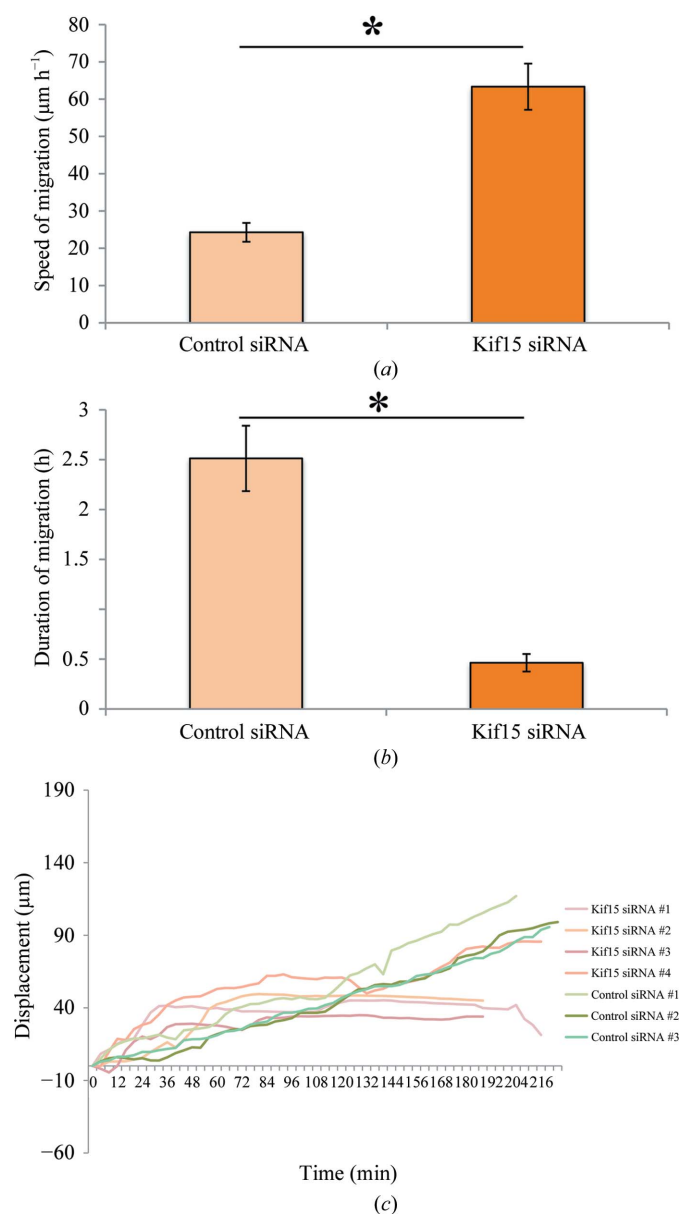 80
70
60
50
40
30
20
10
0
Speed of migration (µm h⁻¹)
*
Control siRNA
Kif15 siRNA
(a)
3
2.5
2
1.5
0.5
0
Duration of migration (h)
*
Control siRNA
Kif15 siRNA
(b)
190
140
90
40
−10
−60
Displacement (µm)
0 12 24 36 48 60 72 84 96 108 120 132 144 156 168 180 192 204 216
Time (min)
Kif15 siRNA #1
Kif15 siRNA #2
Kif15 siRNA #3
Kif15 siRNA #4
Control siRNA #1
Control siRNA #2
Control siRNA #3
(c)